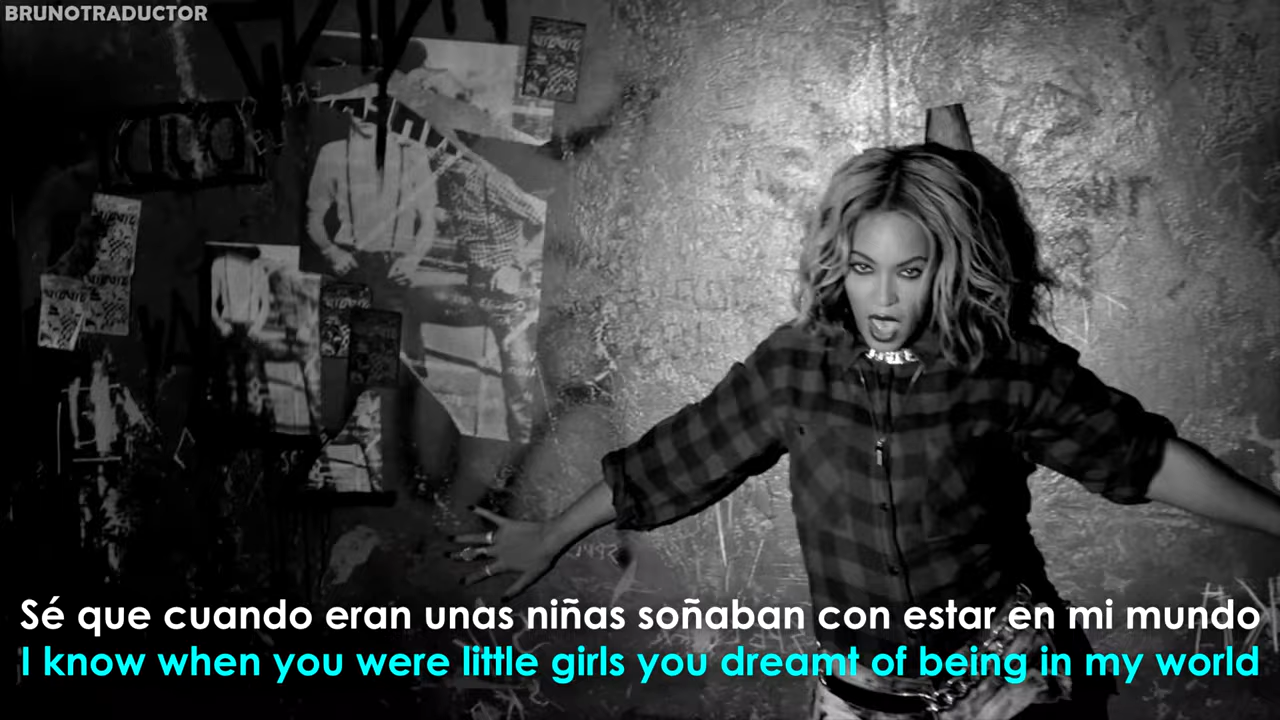 BRUNOTRADUCTOR
Sé que cuando eran unas niñas soñaban con estar en mi mundo
I know when you were little girls you dreamt of being in my world